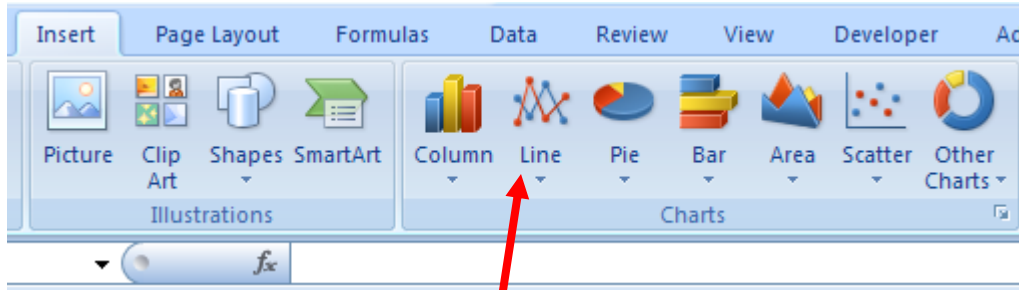 Insert Page Layout Formulas Data Review View Developer
Picture Clip Art Shapes SmartArt Column Line Pie Bar Area Scatter Other Charts
Illustrations Charts
fx